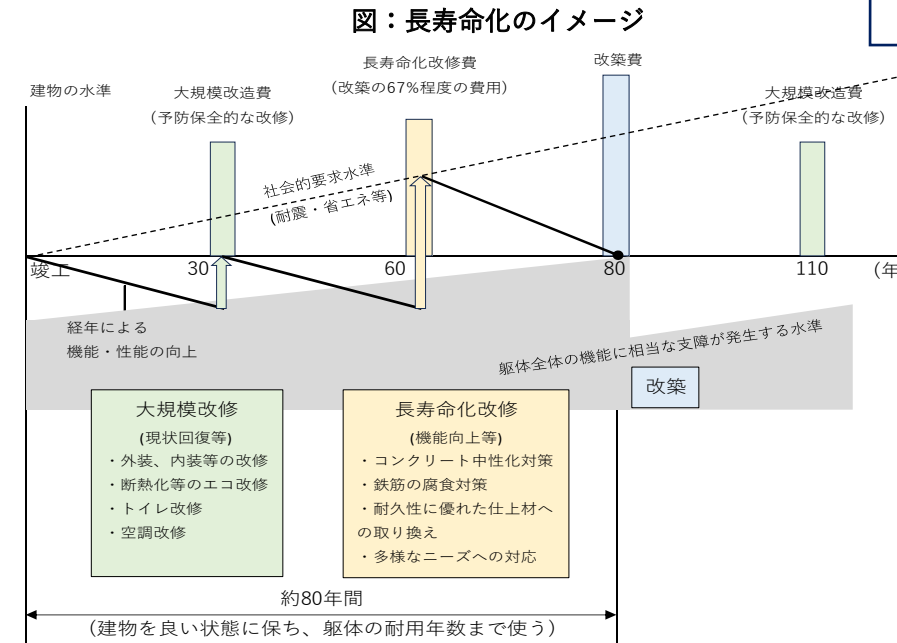 図：長寿命化のイメージ
建物の水準
大規模改造費
（予防保全的な改修）
長寿命化改修費
（改築の67%程度の費用）
改築費
大規模改造費
（予防保全的な改修）
社会的要求水準
(耐震・省エネ等)
竣工
30
60
80
110
（年
経年による
機能・性能の向上
躯体全体の機能に相当な支障が発生する水準
改築
大規模改修
(現状回復等)
・外装、内装等の改修
・断熱化等のエコ改修
・トイレ改修
・空調改修
長寿命化改修
(機能向上等)
・コンクリート中性化対策
・鉄筋の腐食対策
・耐久性に優れた仕上材へ
の取り換え
・多様なニーズへの対応
約80年間
（建物を良い状態に保ち、躯体の耐用年数まで使う）